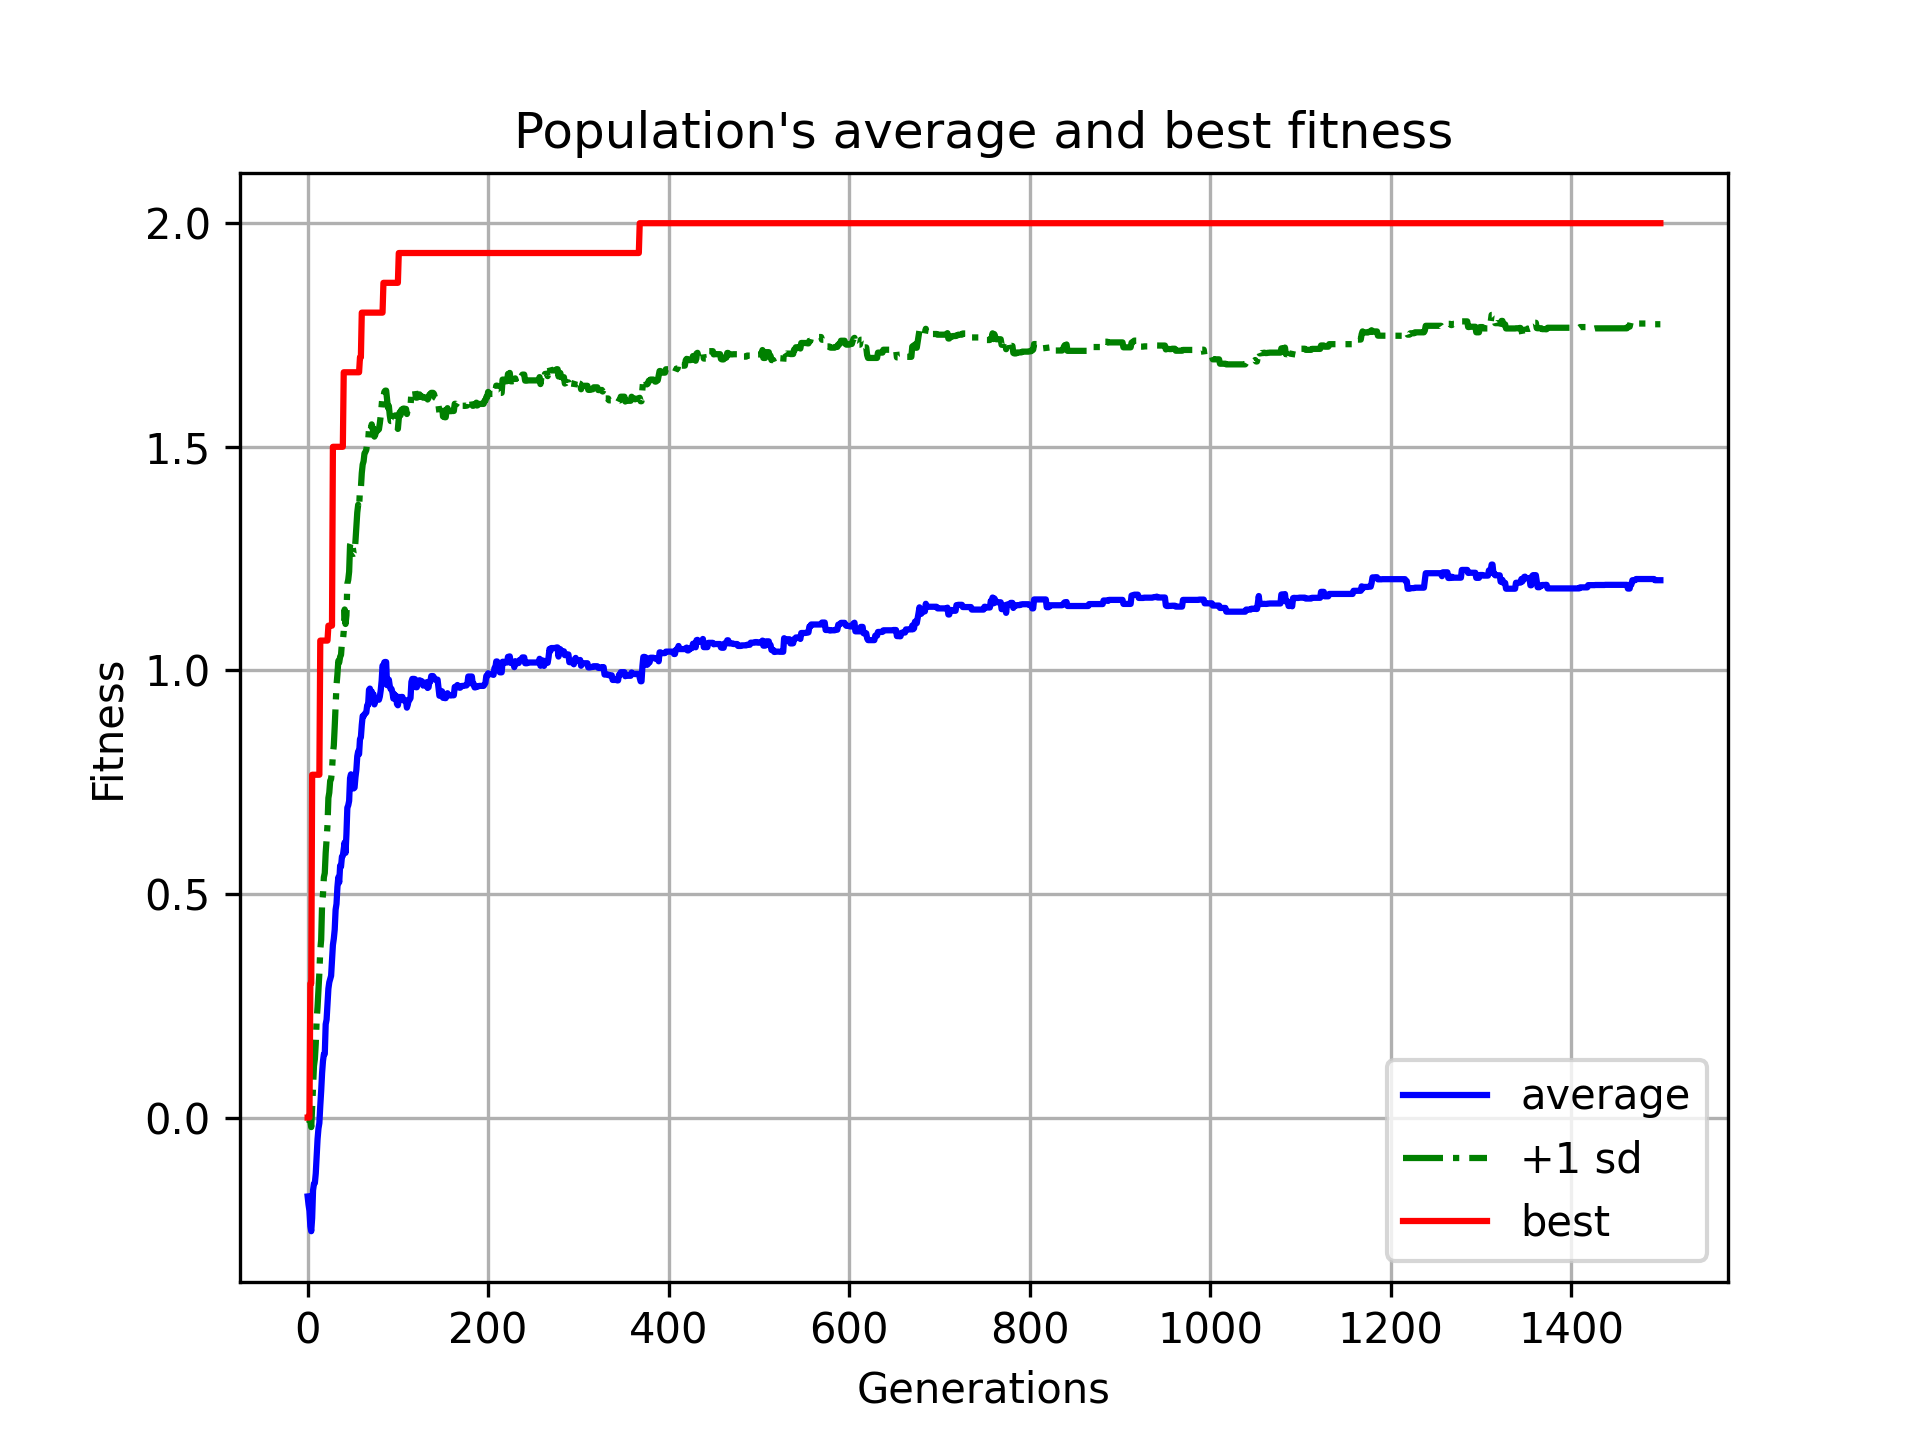 Population's average and best fitness
Fitness
2.0
1.5
1.0
0.5
0.0
0 200 400 600 800 1000 1200 1400
Generations
average
+1 sd
best